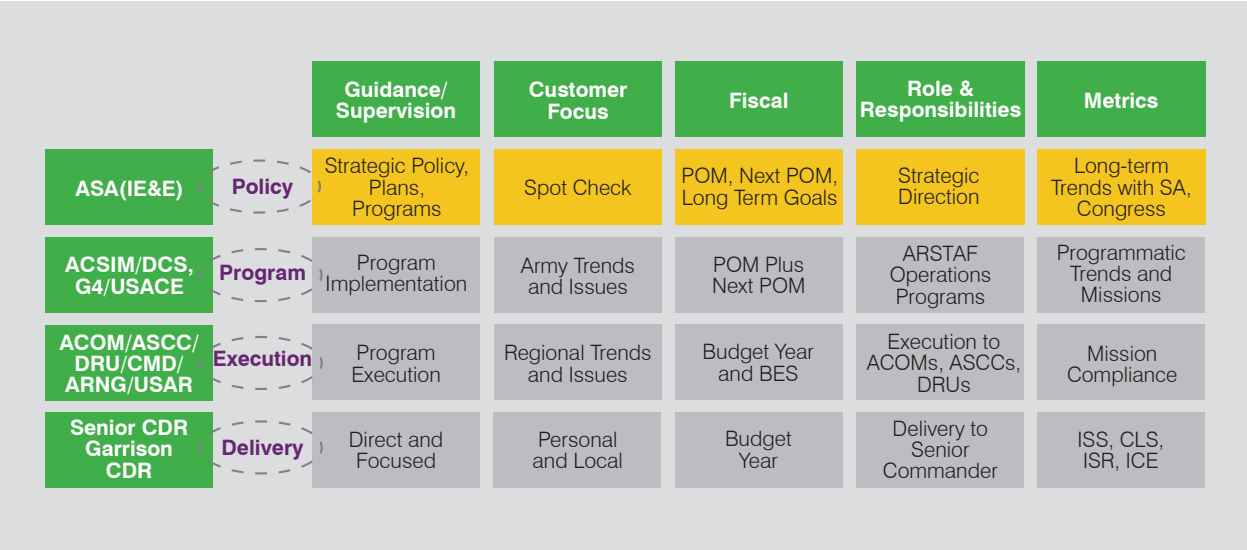 Guidance/
Supervision
Customer
Focus
Fiscal
Role &
Responsibilities
Metrics
ASA(IE&E)
Policy
Strategic Policy,
Plans,
Programs
Spot Check
POM, Next POM,
Long Term Goals
Strategic
Direction
Long-term
Trends with SA,
Congress
ACSIM/DCS,
G4/USACE
Program
Program
Implementation
Army Trends
and Issues
POM Plus
Next POM
ARSTAF
Operations
Programs
Programmatic
Trends and
Missions
ACOM/ASCC/
DRU/CMD/
ARNG/USAR
Execution
Program
Execution
Regional Trends
and Issues
Budget Year
and BES
Execution to
ACOMs, ASCCs,
DRUs
Mission
Compliance
Senior CDR
Garrison
CDR
Delivery
Direct and
Focused
Personal
and Local
Budget
Year
Delivery to
Senior
Commander
ISS, CLS,
ISR, ICE